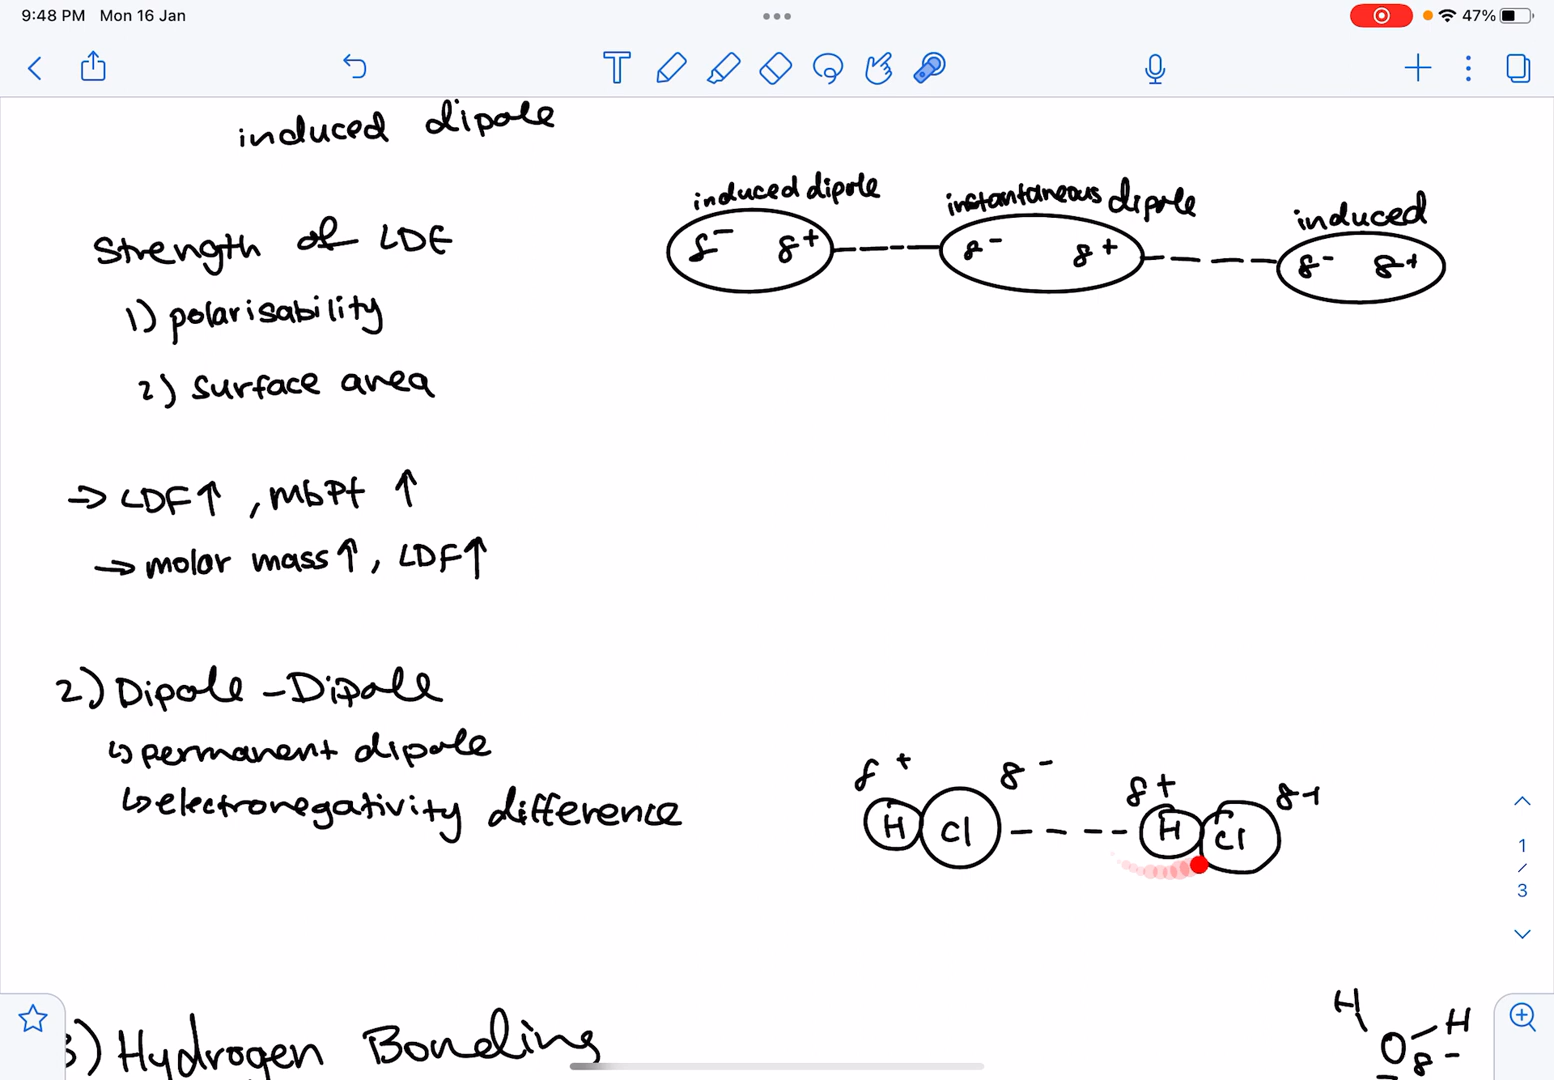 9:48 PM Mon 16 Jan
47%
induced dipole
induced dipole
instantaneous dipole
induced
δ- δ+
δ- δ+
δ- δ+
Strength of LDF
1) polarisability
2) surface area
→ LDF↑, mbpt ↑
→ molar mass↑, LDF↑
2) Dipole - Dipole
↳ permanent dipole
↳ electronegativity difference
δ+ δ- δ+ δ+
H Cl H Cl
1
/
3
3) Hydrogen Bonding
H
O - H
δ-